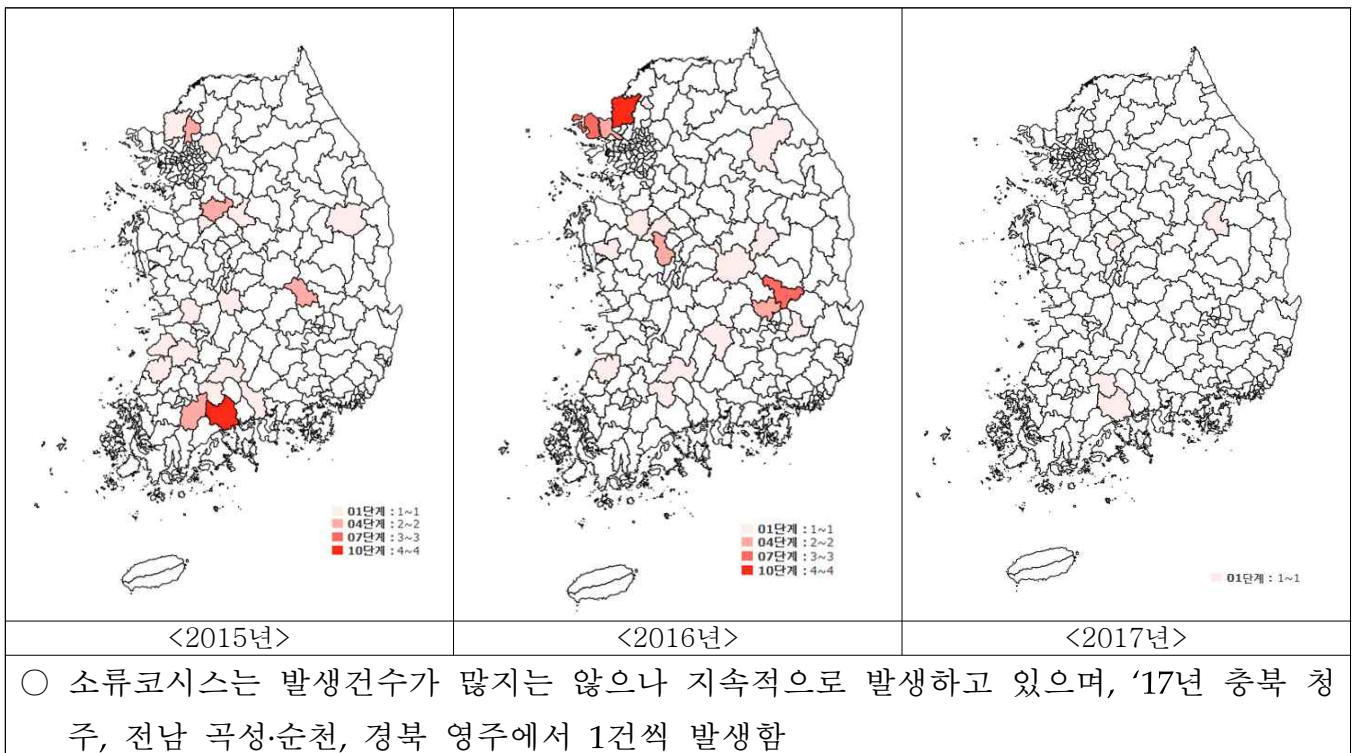 01단계 : 1~1
04단계 : 2~2
07단계 : 3~3
10단계 : 4~4
01단계 : 1~1
04단계 : 2~2
07단계 : 3~3
10단계 : 4~4
01단계 : 1~1
<2015년>
<2016년>
<2017년>
○ 소류코시스는 발생건수가 많지는 않으나 지속적으로 발생하고 있으며, ‘17년 충북 청
주, 전남 곡성·순천, 경북 영주에서 1건씩 발생함